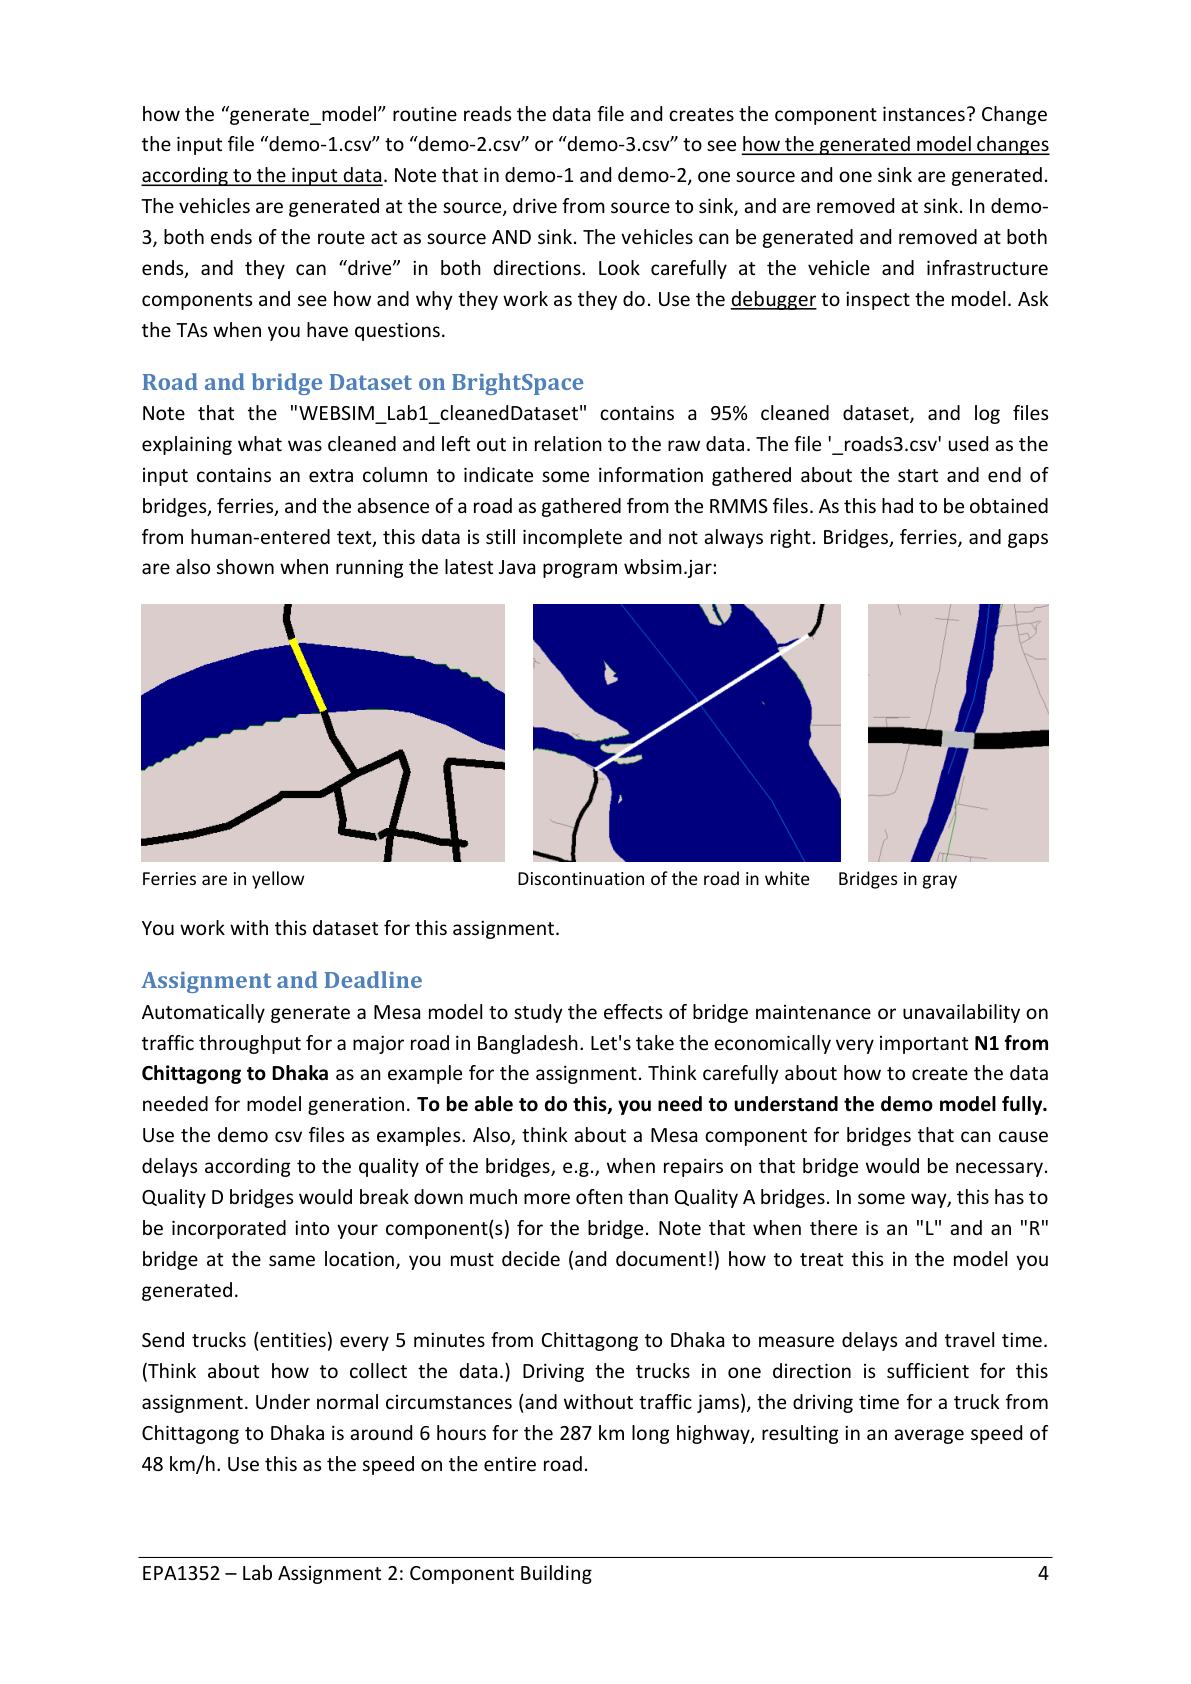 how the “generate_model” routine reads the data file and creates the component instances? Change
the input file “demo-1.csv” to “demo-2.csv” or “demo-3.csv” to see how the generated model changes
according to the input data. Note that in demo-1 and demo-2, one source and one sink are generated.
The vehicles are generated at the source, drive from source to sink, and are removed at sink. In demo-
3, both ends of the route act as source AND sink. The vehicles can be generated and removed at both
ends, and they can “drive” in both directions. Look carefully at the vehicle and infrastructure
components and see how and why they work as they do. Use the debugger to inspect the model. Ask
the TAs when you have questions.
Road and bridge Dataset on BrightSpace
Note that the "WEBSIM_Lab1_cleanedDataset" contains a 95% cleaned dataset, and log files
explaining what was cleaned and left out in relation to the raw data. The file '_roads3.csv' used as the
input contains an extra column to indicate some information gathered about the start and end of
bridges, ferries, and the absence of a road as gathered from the RMMS files. As this had to be obtained
from human-entered text, this data is still incomplete and not always right. Bridges, ferries, and gaps
are also shown when running the latest Java program wbsim.jar:
Ferries are in yellow
Discontinuation of the road in white
Bridges in gray
You work with this dataset for this assignment.
Assignment and Deadline
Automatically generate a Mesa model to study the effects of bridge maintenance or unavailability on
traffic throughput for a major road in Bangladesh. Let's take the economically very important N1 from
Chittagong to Dhaka as an example for the assignment. Think carefully about how to create the data
needed for model generation. To be able to do this, you need to understand the demo model fully.
Use the demo csv files as examples. Also, think about a Mesa component for bridges that can cause
delays according to the quality of the bridges, e.g., when repairs on that bridge would be necessary.
Quality D bridges would break down much more often than Quality A bridges. In some way, this has to
be incorporated into your component(s) for the bridge. Note that when there is an "L" and an "R"
bridge at the same location, you must decide (and document!) how to treat this in the model you
generated.
Send trucks (entities) every 5 minutes from Chittagong to Dhaka to measure delays and travel time.
(Think about how to collect the data.) Driving the trucks in one direction is sufficient for this
assignment. Under normal circumstances (and without traffic jams), the driving time for a truck from
Chittagong to Dhaka is around 6 hours for the 287 km long highway, resulting in an average speed of
48 km/h. Use this as the speed on the entire road.
EPA1352 – Lab Assignment 2: Component Building
4